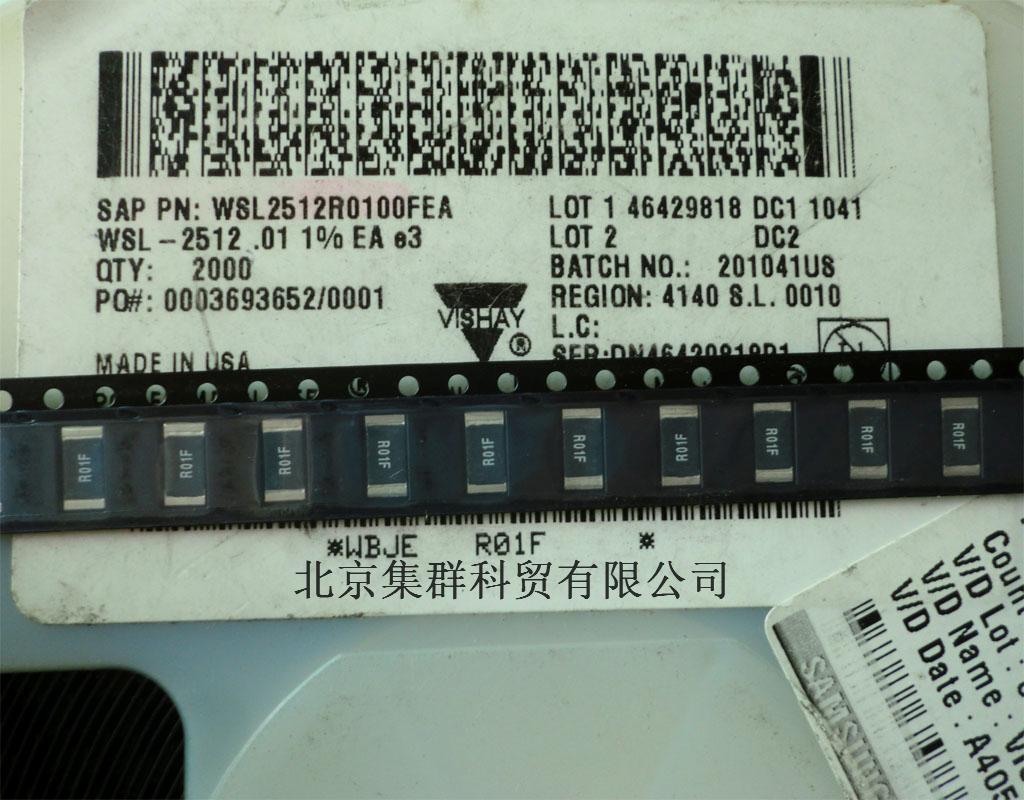 SAP PN: WSL2512R0100FEA
WSL-2512 .01 1% EA e3
QTY: 2000
PO#: 0003693652/0001
MADE IN USA
LOT 1 46429818 DC1 1041
LOT 2 DC2
BATCH NO.: 201041US
REGION: 4140 S.L. 0010
L.C:
VISHAY ®
R01F
R01F
R01F
R01F
R01F
R01F
R01F
R01F
R01F
R01F
*WBJE R01F *
北京集群科贸有限公司
Count
V/D Lot :
V/D Name :
V/D Date : A405
SAMSUNG